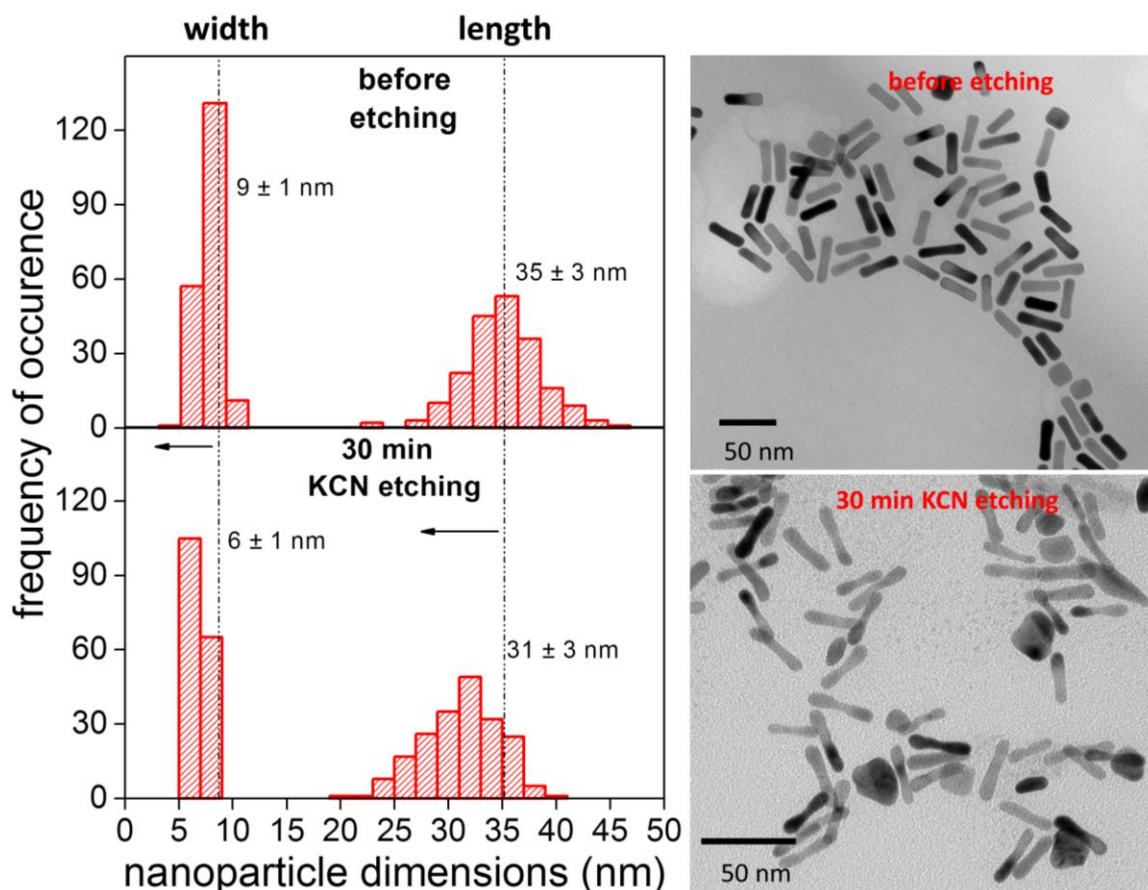 width length
before
etching
9 ± 1 nm
35 ± 3 nm
120
90
60
30
0
30 min
KCN etching
6 ± 1 nm
31 ± 3 nm
120
90
60
30
0
0 5 10 15 20 25 30 35 40 45 50
nanoparticle dimensions (nm)
frequency of occurence
before etching
50 nm
30 min KCN etching
50 nm